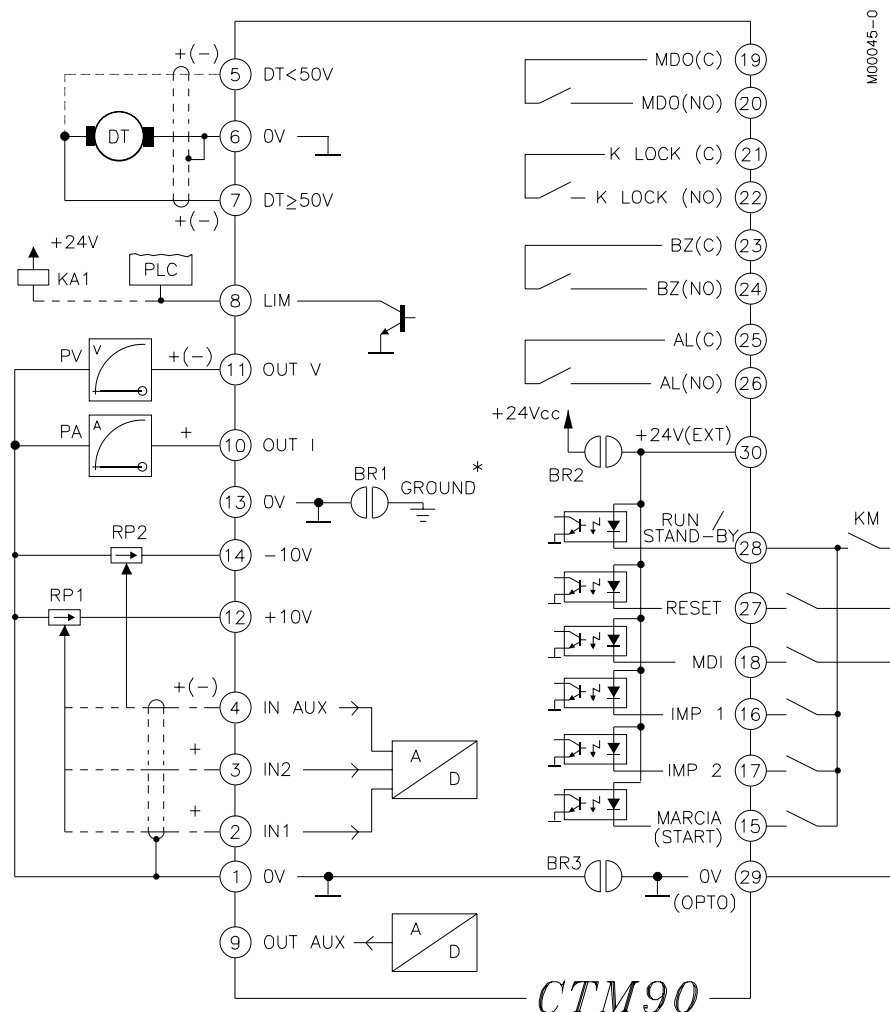 M00045-0
+(-)
5 DT<50V
DT
6 0V
7 DT≥50V
+(-)
+24V
KA1
PLC
8 LIM
PV V +(-) 11 OUT V
PA A + 10 OUT I
13 0V BR1 GROUND *
RP2
14 -10V
RP1
12 +10V
+(-) 4 IN AUX
+ 3 IN2
A
D
+ 2 IN1
1 0V
9 OUT AUX
A
D
MDO(C) 19
MDO(NO) 20
K LOCK (C) 21
K LOCK (NO) 22
BZ(C) 23
BZ(NO) 24
AL(C) 25
AL(NO) 26
+24Vcc
+24V(EXT) 30
BR2
RUN /
STAND-BY 28
KM
RESET 27
MDI 18
IMP 1 16
IMP 2 17
MARCIA
(START) 15
BR3
0V 29
(OPTO)
CTM90